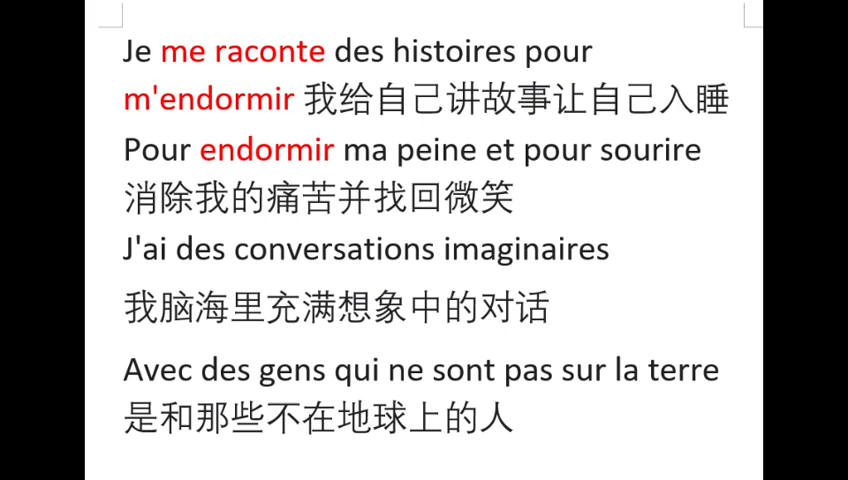 Je me raconte des histoires pour
m'endormir 我给自己讲故事让自己入睡
Pour endormir ma peine et pour sourire
消除我的痛苦并找回微笑
J'ai des conversations imaginaires
我脑海里充满想象中的对话
Avec des gens qui ne sont pas sur la terre
是和那些不在地球上的人